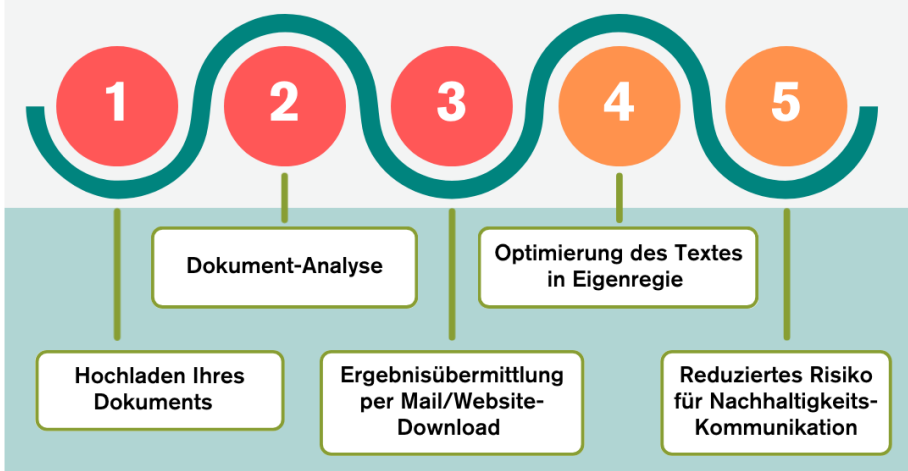 1
2
3
4
5
Dokument-Analyse
Optimierung des Textes
in Eigenregie
Hochladen Ihres
Dokuments
Ergebnisübermittlung
per Mail/Website-
Download
Reduziertes Risiko
für Nachhaltigkeits-
Kommunikation